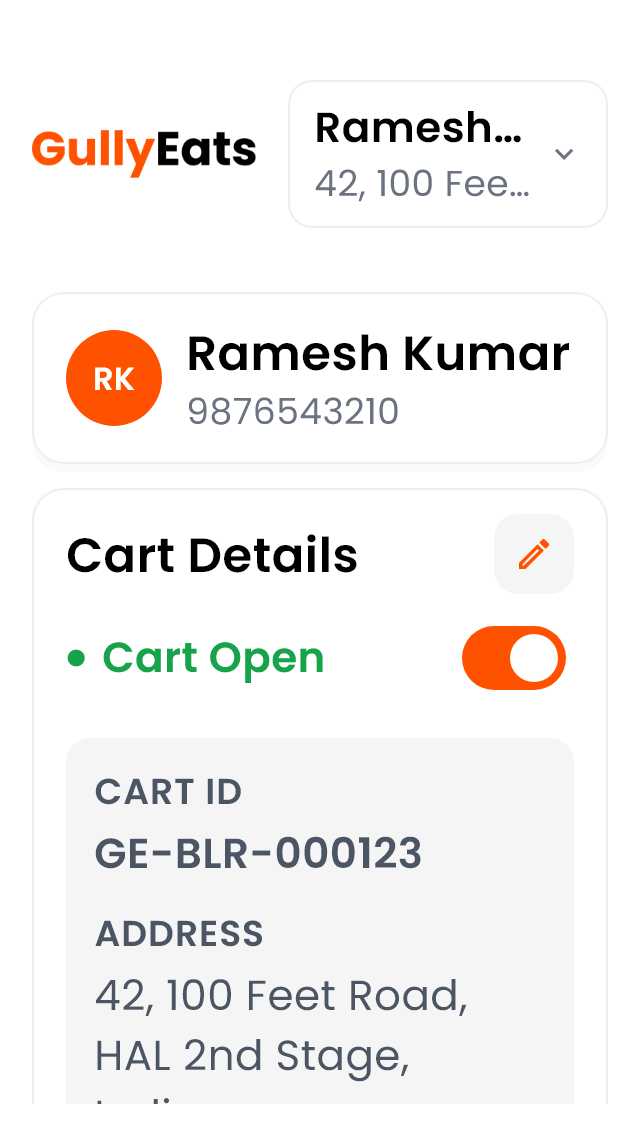 GullyEats
Ramesh...
42, 100 Fee...
RK
Ramesh Kumar
9876543210
Cart Details
Cart Open
CART ID
GE-BLR-000123
ADDRESS
42, 100 Feet Road,
HAL 2nd Stage,